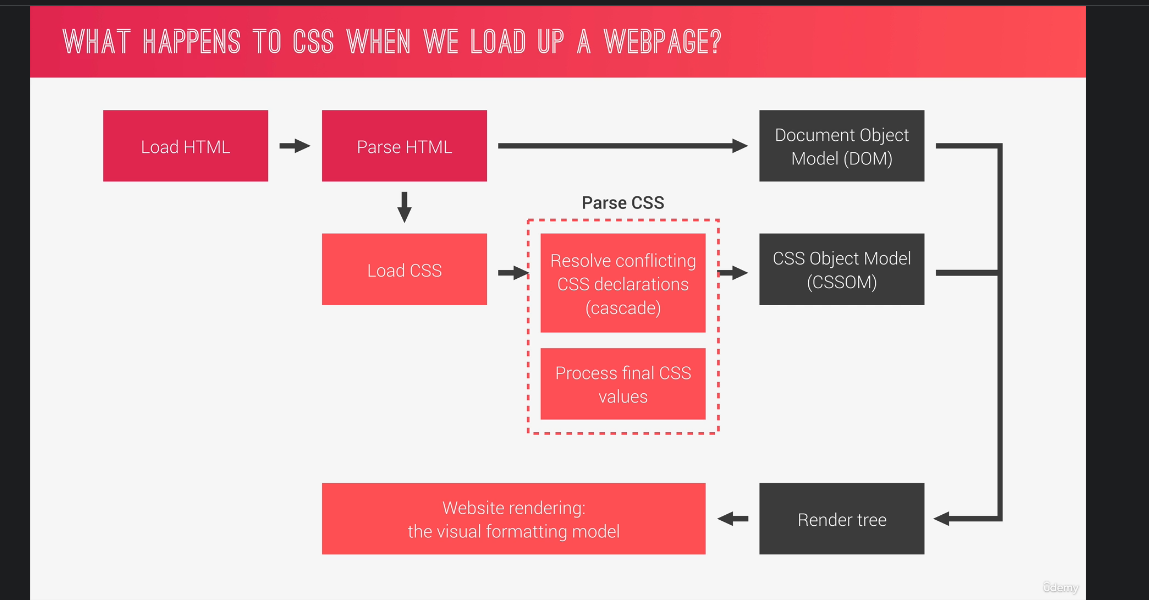 WHAT HAPPENS TO CSS WHEN WE LOAD UP A WEBPAGE?
Load HTML
Parse HTML
Document Object
Model (DOM)
Parse CSS
Load CSS
Resolve conflicting
CSS declarations
(cascade)
CSS Object Model
(CSSOM)
Process final CSS
values
Website rendering:
the visual formatting model
Render tree
ûdemy